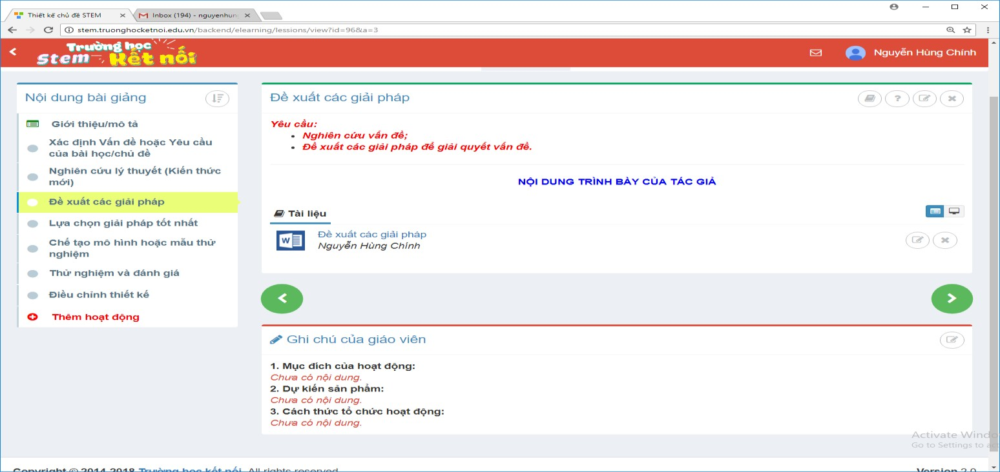 Thiết kế chủ đề STEM
Inbox (194) - nguyenhung
stem.truonghocketnoi.edu.vn/backend/elearning/lessions/view?id=96&a=3
Trường học
Stem Kết nối
Nguyễn Hùng Chính
Nội dung bài giảng
Giới thiệu/mô tả
Xác định Vấn đề hoặc Yêu cầu
của bài học/chủ đề
Nghiên cứu lý thuyết (Kiến thức
mới)
Đề xuất các giải pháp
Lựa chọn giải pháp tốt nhất
Chế tạo mô hình hoặc mẫu thử
nghiệm
Thử nghiệm và đánh giá
Điều chỉnh thiết kế
Thêm hoạt động
Đề xuất các giải pháp
Yêu cầu:
Nghiên cứu vấn đề;
Đề xuất các giải pháp để giải quyết vấn đề.
NỘI DUNG TRÌNH BÀY CỦA TÁC GIẢ
Tài liệu
Đề xuất các giải pháp
Nguyễn Hùng Chính
Ghi chú của giáo viên
1. Mục đích của hoạt động:
Chưa có nội dung.
2. Dự kiến sản phẩm:
Chưa có nội dung.
3. Cách thức tổ chức hoạt động:
Chưa có nội dung.
Activate Windo
Go to Settings to act
Copyright © 2014-2018 Trường học kết nối. All rights reserved.
Version 2.0